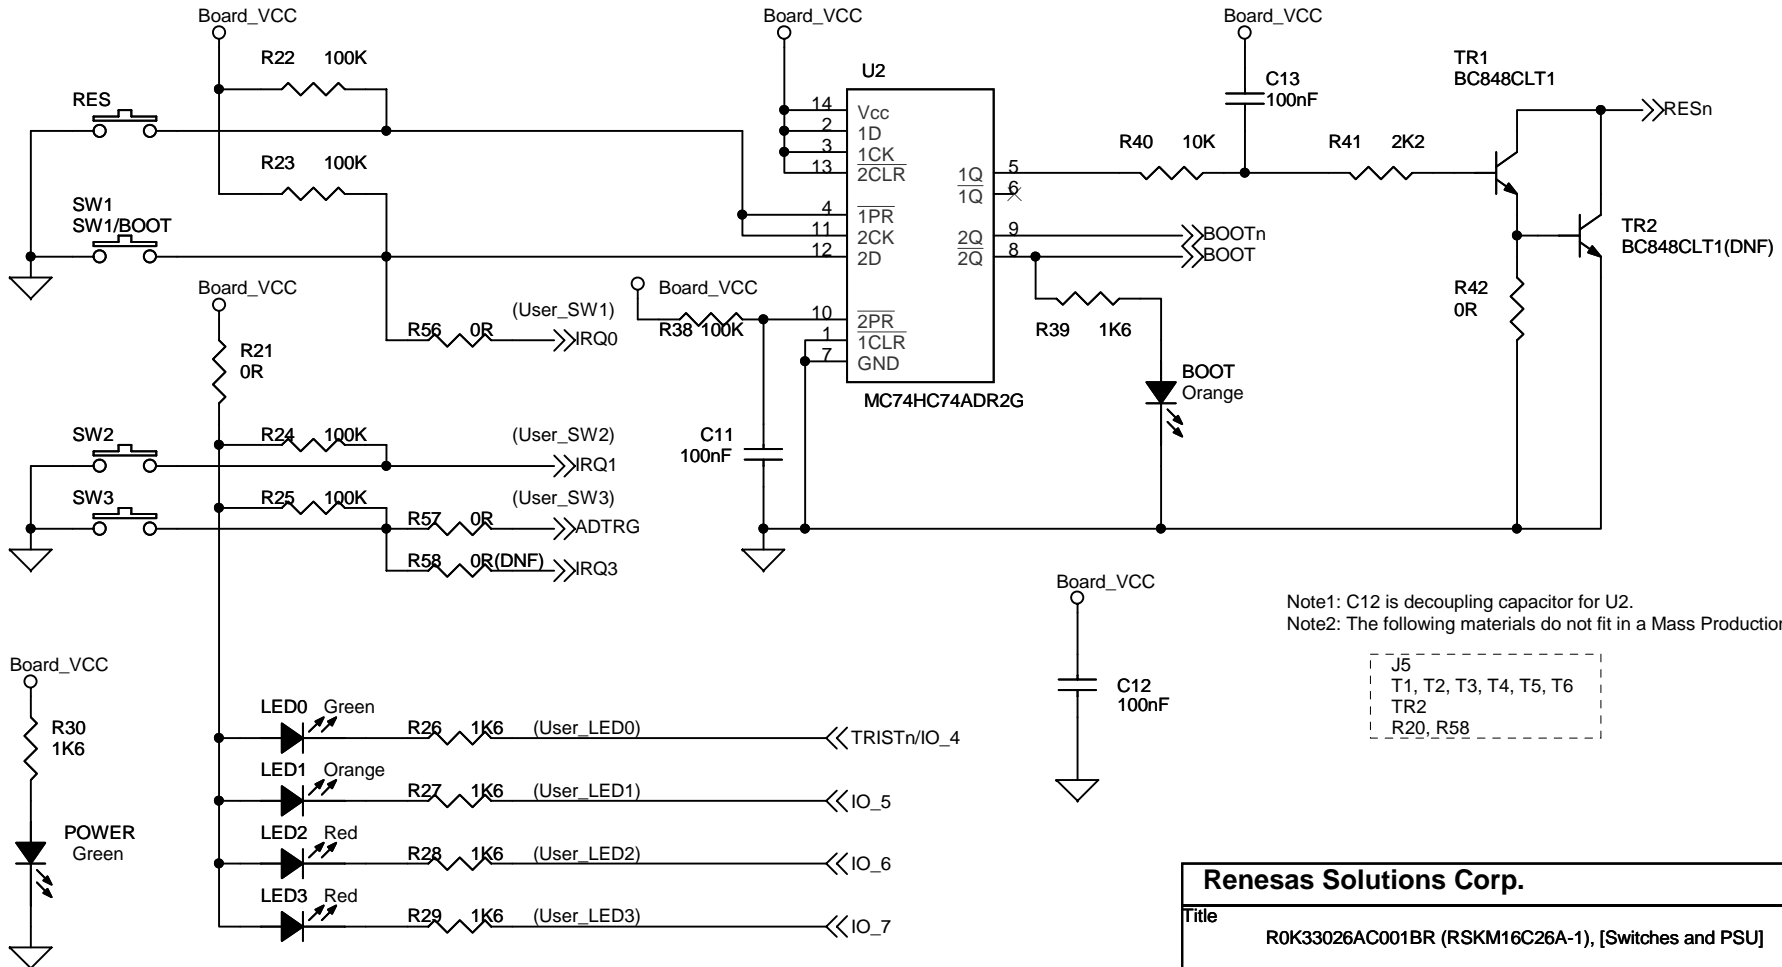 Board_VCC
R22 100K
RES
R23 100K
SW1
SW1/BOOT
Board_VCC
R21
0R
(User_SW1)
R56 0R
IRQ0
SW2
R24 100K
(User_SW2)
IRQ1
SW3
R25 100K
(User_SW3)
R57 0R
ADTRG
R58 0R(DNF)
IRQ3
Board_VCC
U2
14 Vcc
2 1D
3 1CK
13 2CLR
4 1PR
11 2CK
12 2D
10 2PR
1 1CLR
7 GND
1Q 5
1Q 6
2Q 9
2Q 8
MC74HC74ADR2G
BOOTn
BOOT
Board_VCC
R38 100K
C11
100nF
R39 1K6
BOOT
Orange
Board_VCC
C13
100nF
R40 10K
R41 2K2
TR1
BC848CLT1
RESn
TR2
BC848CLT1(DNF)
R42
0R
Board_VCC
C12
100nF
Note1: C12 is decoupling capacitor for U2.
Note2: The following materials do not fit in a Mass Production
J5
T1, T2, T3, T4, T5, T6
TR2
R20, R58
Board_VCC
R30
1K6
POWER
Green
LED0 Green
R26 1K6 (User_LED0)
TRISTn/IO_4
LED1 Orange
R27 1K6 (User_LED1)
IO_5
LED2 Red
R28 1K6 (User_LED2)
IO_6
LED3 Red
R29 1K6 (User_LED3)
IO_7
Renesas Solutions Corp.
Title
R0K33026AC001BR (RSKM16C26A-1), [Switches and PSU]